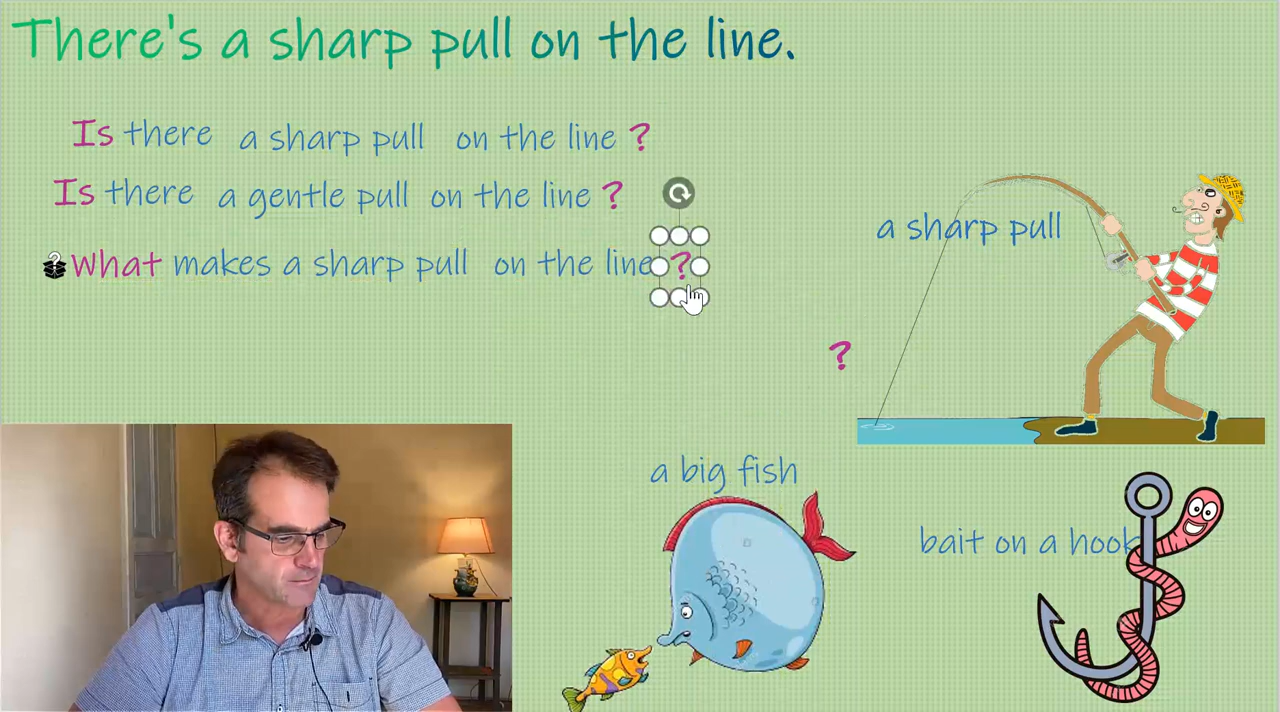 There's a sharp pull on the line.
Is there a sharp pull on the line ?
Is there a gentle pull on the line ?
What makes a sharp pull on the line ?
a sharp pull
?
a big fish
bait on a hook